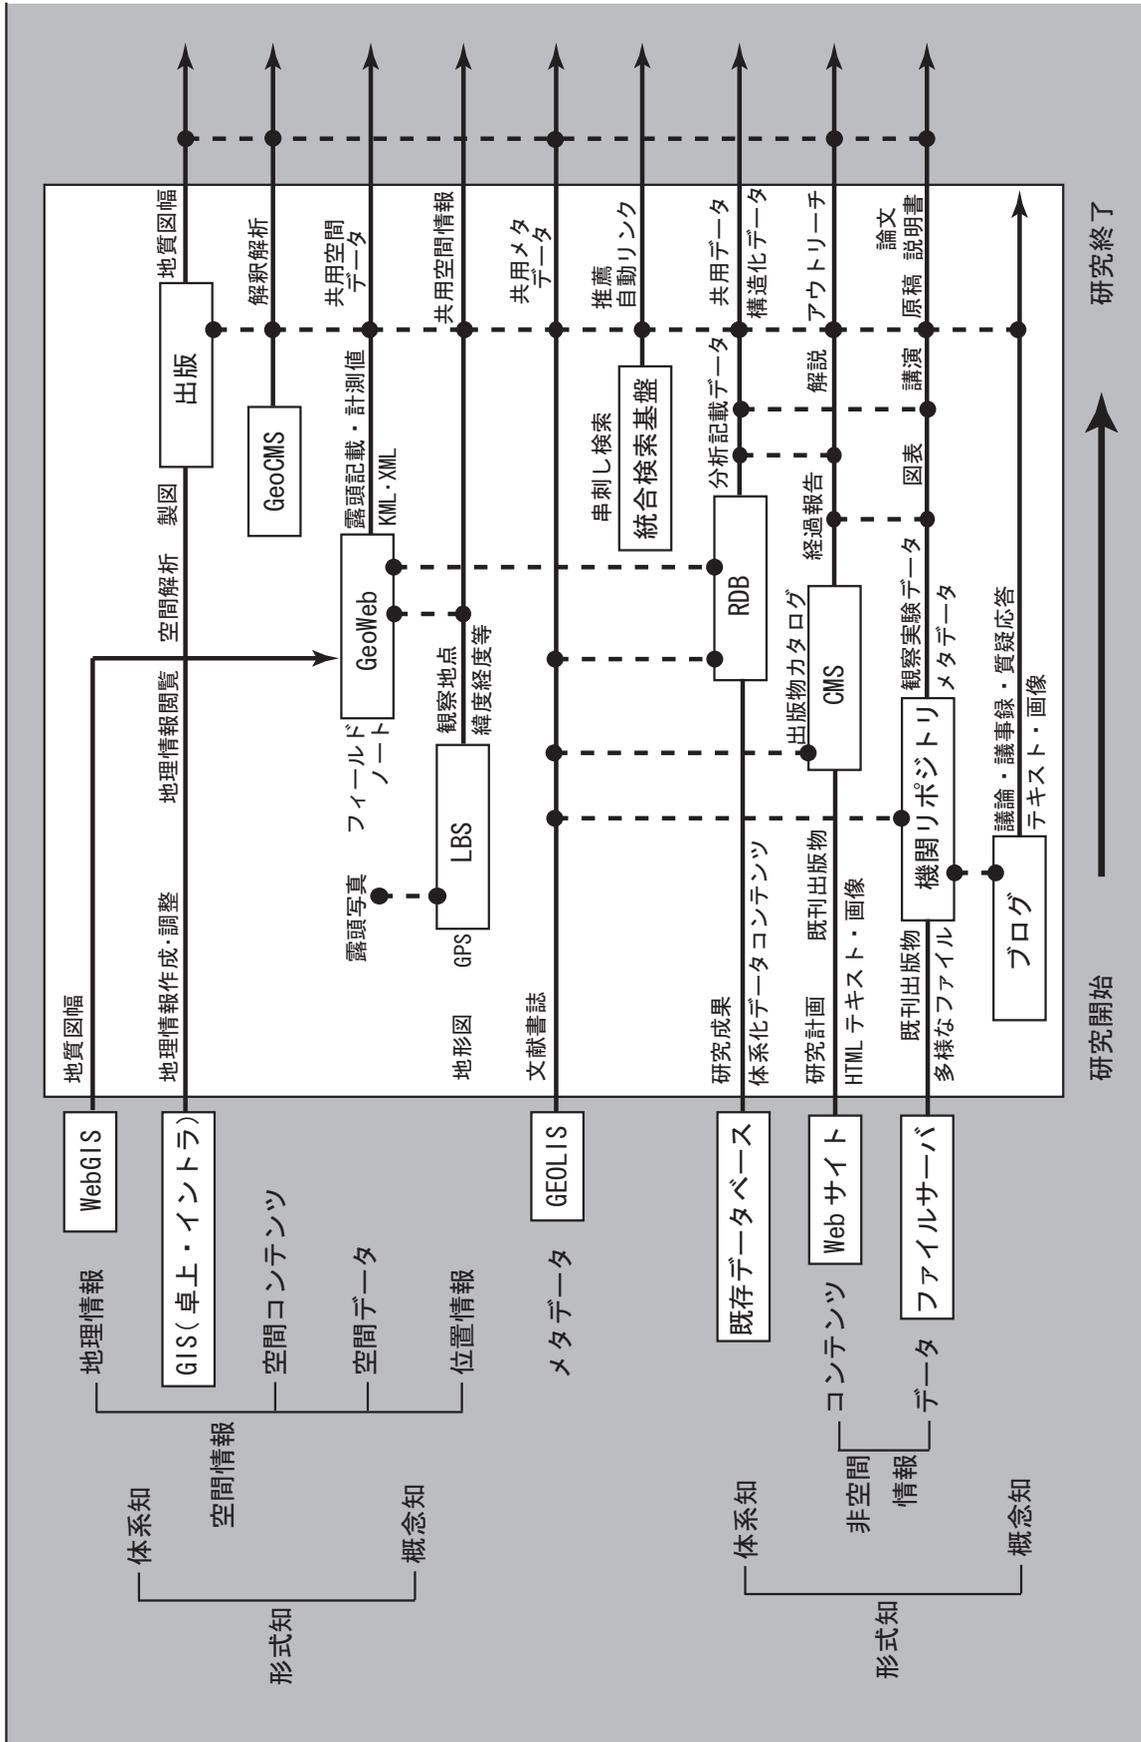 形式知
体系知
概念知
空間情報
地理情報
空間コンテンツ
空間データ
位置情報
メタデータ
形式知
体系知
概念知
非空間
情報
コンテンツ
データ
WebGIS
GIS(卓上・イントラ)
GEOLIS
既存データベース
Webサイト
ファイルサーバ
地質図幅
地理情報作成・調整
地理情報閲覧
空間解析
製図
出版
地質図幅
GeoCMS
解釈解析
露頭写真
フィールド
ノート
GeoWeb
露頭記載・計測値
KML・XML
共用空間
データ
地形図
GPS
LBS
観察地点
緯度経度等
共用空間情報
文献書誌
共用メタ
データ
串刺し検索
統合検索基盤
推薦
自動リンク
研究成果
体系化データコンテンツ
RDB
分析記載データ
共用データ
構造化データ
研究計画
HTMLテキスト・画像
既刊出版物
出版物カタログ
CMS
経過報告
解説
アウトリーチ
既刊出版物
多様なファイル
機関リポジトリ
観察実験データ
メタデータ
図表
講演
原稿
論文
説明書
ブログ
議論・議事録・質疑応答
テキスト・画像
研究開始
研究終了